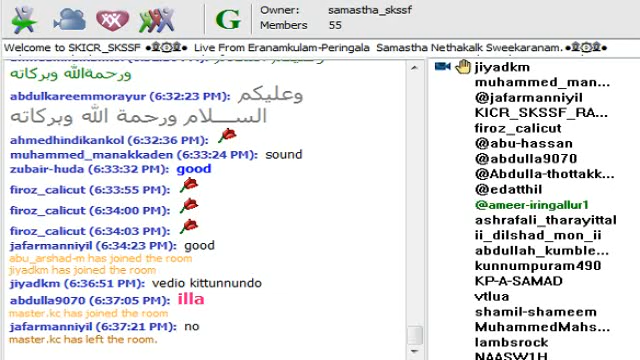 Owner: samastha_skssf
Members 55
G
Welcome to SKICR_SKSSF Live From Eranamkulam-Peringala Samastha Nethakalk Sweekaranam.
ورحمةالله وبركاته
abdulkareemmorayur (6:32:23 PM): وعليكم
الســـلام ورحمة الله وبركاته
ahmedhindikankol (6:32:36 PM):
muhammed_manakkaden (6:33:24 PM): sound
zubair-huda (6:33:32 PM): good
firoz_calicut (6:33:55 PM):
firoz_calicut (6:34:00 PM):
firoz_calicut (6:34:03 PM):
jafarmanniyil (6:34:23 PM): good
abu_arshad-m has joined the room
jiyadkm has joined the room
jiyadkm (6:36:51 PM): vedio kittunnundo
abdulla9070 (6:37:05 PM): illa
master.kc has joined the room
jafarmanniyil (6:37:21 PM): no
master.kc has left the room.
jiyadkm
muhammed_man...
@jafarmanniyil
KICR_SKSSF_RA...
firoz_calicut
@abu-hassan
@abdulla9070
@Abdulla-thottakk...
@edatthil
@ameer-iringallur1
ashrafali_tharayittal
ii_dilshad_mon_ii
abdullah_kumble...
kunnumpuram490
KP-A-SAMAD
vtlua
shamil-shameem
MuhammedMahs...
lambsrock
NAASW1H